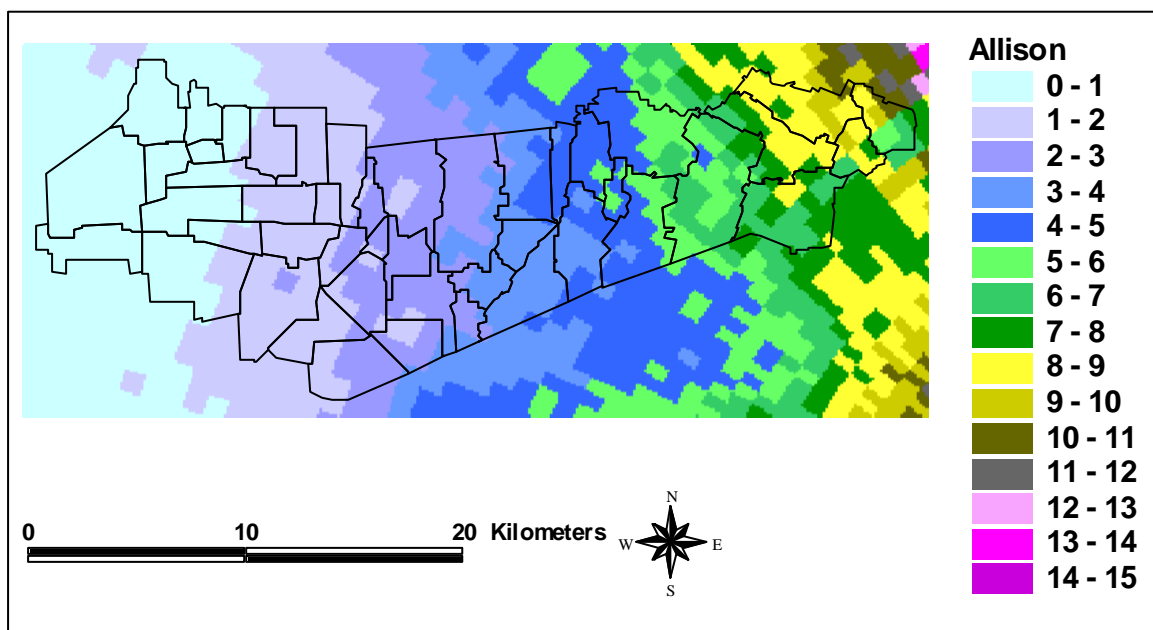 Allison
0 - 1
1 - 2
2 - 3
3 - 4
4 - 5
5 - 6
6 - 7
7 - 8
8 - 9
9 - 10
10 - 11
11 - 12
12 - 13
13 - 14
14 - 15
0 10 20 Kilometers
N
W E
S